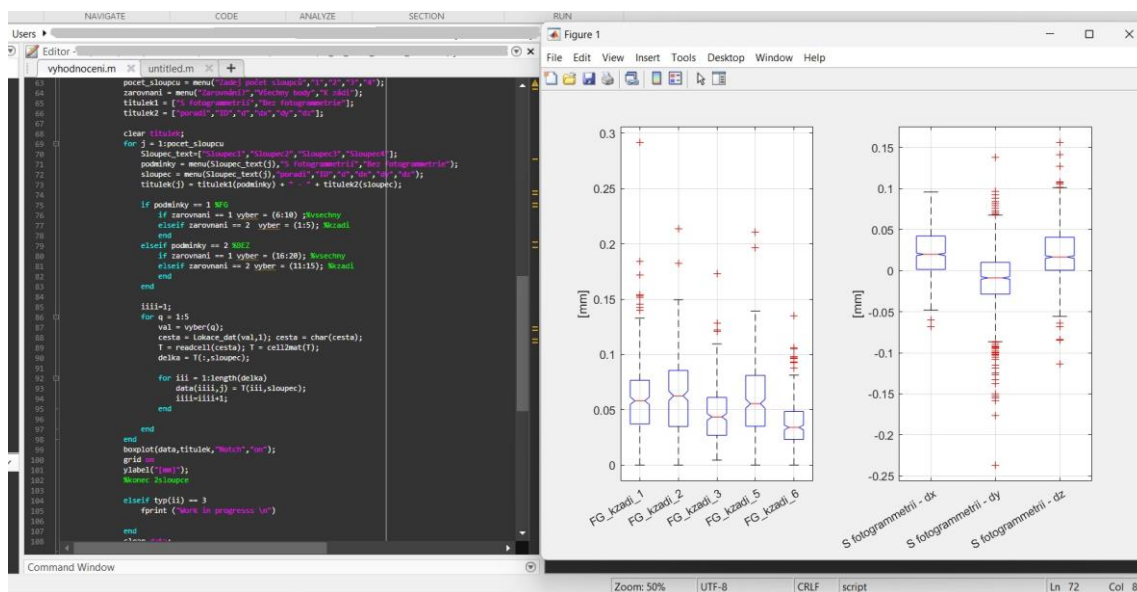 NAVIGATE CODE ANALYZE SECTION RUN
Users
Editor -
vyhodnoceni.m × untitled.m × +
63 pocet_sloupcu = menu("Zadej počet sloupců","1","2","3","4");
64 zarovnani = menu("Zarovnání?","Všechny body","K zádi");
65 titulek1 = ["S fotogrammetrií","Bez fotogrammetrie"];
66 titulek2 = ["poradi","ID","d","dx","dy","dz"];
67
68 clear titulek;
69 for j = 1:pocet_sloupcu
70 Sloupec_text=["Sloupec1","Sloupec2","Sloupec3","Sloupec4"];
71 podminky = menu(Sloupec_text(j),"S fotogrammetrií","Bez fotogrammetrie");
72 sloupec = menu(Sloupec_text(j),"poradi","ID","d","dx","dy","dz");
73 titulek(j) = titulek1(podminky) + " - " + titulek2(sloupec);
74
75 if podminky == 1 %FG
76 if zarovnani == 1 vyber = (6:10) ;%vsechny
77 elseif zarovnani == 2 vyber = (1:5); %kzadi
78 end
79 elseif podminky == 2 %BEZ
80 if zarovnani == 1 vyber = (16:20); %vsechny
81 elseif zarovnani == 2 vyber = (11:15); %kzadi
82 end
83 end
84
85 iiii=1;
86 for q = 1:5
87 val = vyber(q);
88 cesta = Lokace_dat(val,1); cesta = char(cesta);
89 T = readcell(cesta); T = cell2mat(T);
90 delka = T(:,sloupec);
91
92 for iii = 1:length(delka)
93 data(iiii,j) = T(iii,sloupec);
94 iiii=iiii+1;
95 end
96
97 end
98 end
99 boxplot(data,titulek,"Notch","on");
100 grid on
101 ylabel("[mm]");
102 %konec 2sloupce
103
104 elseif typ(ii) == 3
105 fprint ("Work in progresss \n")
106
107 end
108
Command Window
Figure 1
File Edit View Insert Tools Desktop Window Help
0.3
0.25
0.2
0.15
0.1
0.05
0
[mm]
FG_kzadi_1 FG_kzadi_2 FG_kzadi_3 FG_kzadi_5 FG_kzadi_6
0.15
0.1
0.05
0
-0.05
-0.1
-0.15
-0.2
-0.25
[mm]
S fotogrammetrii - dx S fotogrammetrii - dy S fotogrammetrii - dz
Zoom: 50% UTF-8 CRLF script Ln 72 Col 8